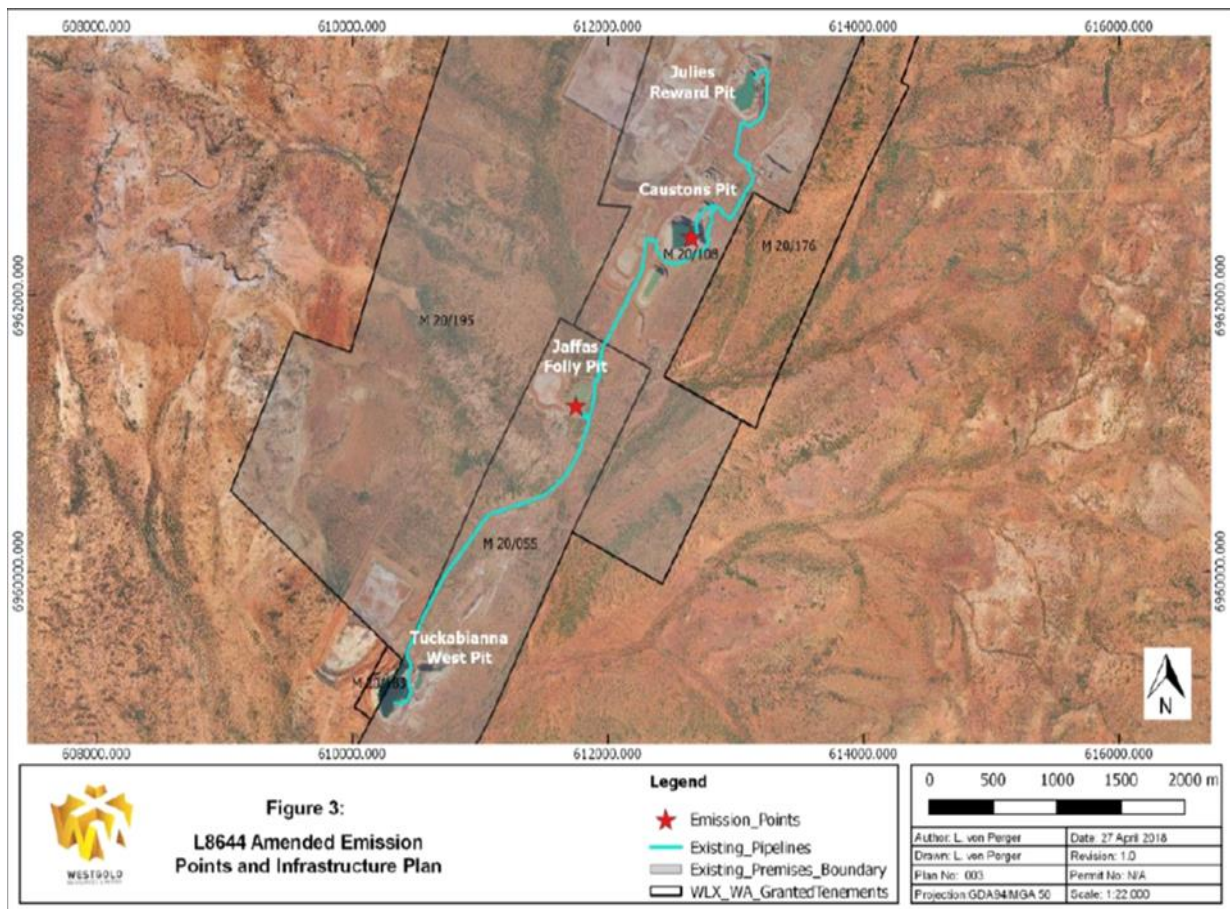 608000.000 610000.000 612000.000 614000.000 616000.000
Julies
Reward Pit
Caustons Pit
M 20/108
M 20/176
6962000.000
6962000.000
M 20/195
Jaffas
Folly Pit
M 20/055
6960000.000
6960000.000
Tuckabianna
West Pit
N
608000.000 610000.000 612000.000 614000.000 616000.000
WESTGOLD
Figure 3:
L8644 Amended Emission
Points and Infrastructure Plan
Legend
Emission_Points
Existing_Pipelines
Existing_Premises_Boundary
WLX_WA_GrantedTenements
0 500 1000 1500 2000 m
Author: L. von Perger Date: 27 April 2018
Drawn: L. von Perger Revision: 1.0
Plan No: 003 Permit No: N/A
Projection GDA94/MGA 50 Scale: 1:22 000